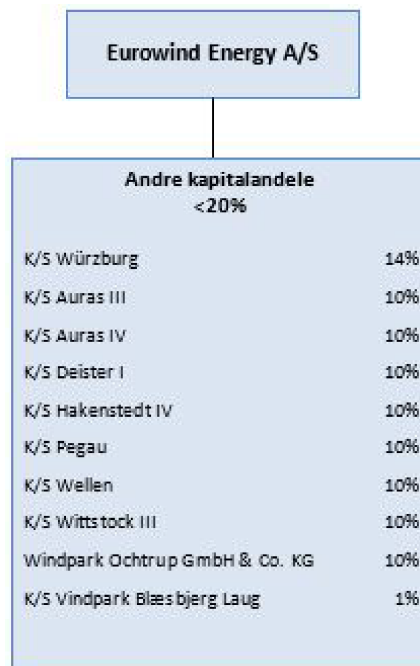 Eurowind Energy A/S
Andre kapitalandele
<20%
K/S Würzburg 14%
K/S Auras III 10%
K/S Auras IV 10%
K/S Deister I 10%
K/S Hakenstedt IV 10%
K/S Pegau 10%
K/S Wellen 10%
K/S Wittstock III 10%
Windpark Ochtrup GmbH & Co. KG 10%
K/S Vindpark Blæsbjerg Laug 1%